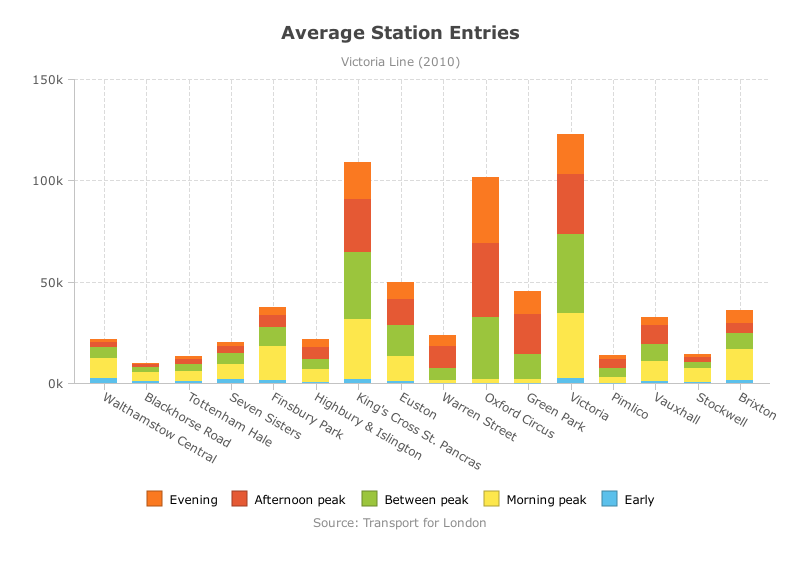 Average Station Entries
Victoria Line (2010)
150k
100k
50k
0k
Walthamstow Central
Blackhorse Road
Tottenham Hale
Seven Sisters
Finsbury Park
Highbury & Islington
King's Cross St. Pancras
Euston
Warren Street
Oxford Circus
Green Park
Victoria
Pimlico
Vauxhall
Stockwell
Brixton
Evening Afternoon peak Between peak Morning peak Early
Source: Transport for London